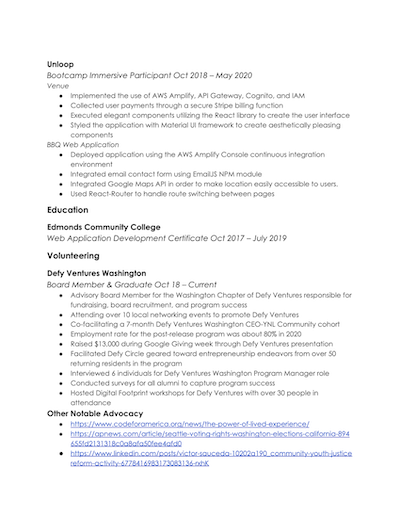 Unloop
Bootcamp Immersive Participant Oct 2018 – May 2020
Venue
● Implemented the use of AWS Amplify, API Gateway, Cognito, and IAM
● Collected user payments through a secure Stripe billing function
● Executed elegant components utilizing the React library to create the user interface
● Styled the application with Material UI framework to create aesthetically pleasing
components
BBQ Web Application
● Deployed application using the AWS Amplify Console continuous integration
environment
● Integrated email contact form using EmailJS NPM module
● Integrated Google Maps API in order to make location easily accessible to users.
● Used React-Router to handle route switching between pages
Education
Edmonds Community College
Web Application Development Certificate Oct 2017 – July 2019
Volunteering
Defy Ventures Washington
Board Member & Graduate Oct 18 – Current
● Advisory Board Member for the Washington Chapter of Defy Ventures responsible for
fundraising, board recruitment, and program success
● Attending over 10 local networking events to promote Defy Ventures
● Co-facilitating a 7-month Defy Ventures Washington CEO-YNL Community cohort
● Employment rate for the post-release program was about 80% in 2020
● Raised $13,000 during Google Giving week through Defy Ventures presentation
● Facilitated Defy Circle geared toward entrepreneurship endeavors from over 50
returning residents in the program
● Interviewed 6 individuals for Defy Ventures Washington Program Manager role
● Conducted surveys for all alumni to capture program success
● Hosted Digital Footprint workshops for Defy Ventures with over 30 people in
attendance
Other Notable Advocacy
● https://www.codeforamerica.org/news/the-power-of-lived-experience/
● https://apnews.com/article/seattle-voting-rights-washington-elections-california-894
655fd2131318c0a8afa50fee4afd0
● https://www.linkedin.com/posts/victor-sauceda-10202a190_community-youth-justice
reform-activity-6778416983173083136-rxhK